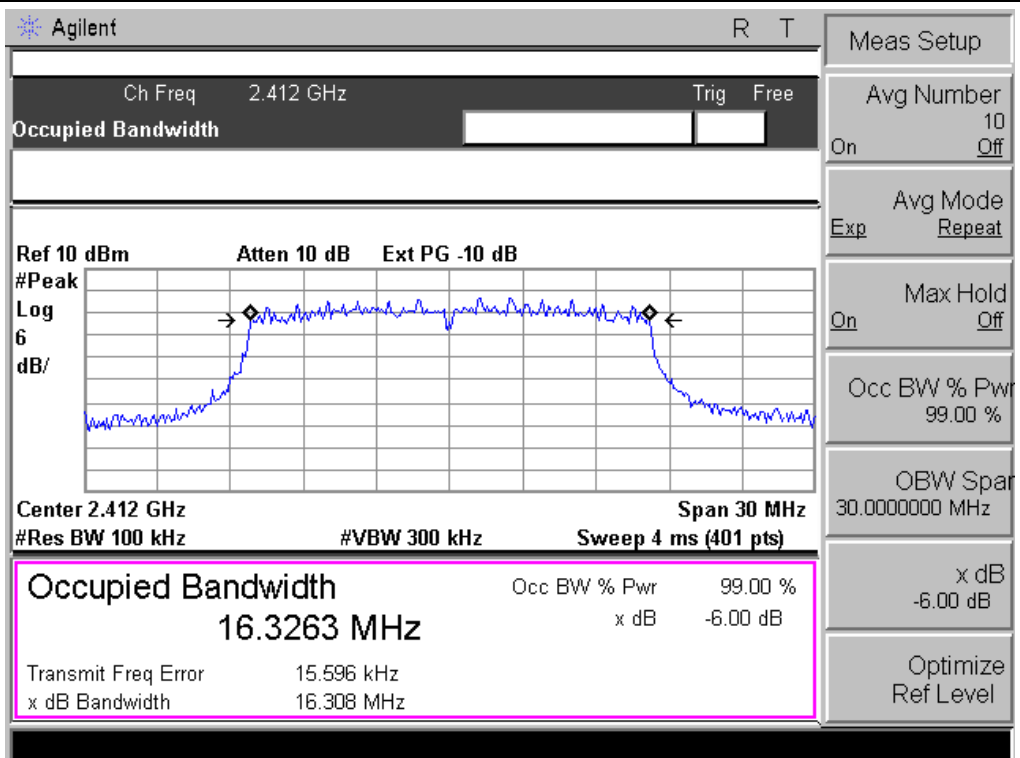 Agilent R T
Ch Freq 2.412 GHz Trig Free
Occupied Bandwidth
Ref 10 dBm Atten 10 dB Ext PG -10 dB
#Peak
Log
6
dB/
Center 2.412 GHz Span 30 MHz
#Res BW 100 kHz #VBW 300 kHz Sweep 4 ms (401 pts)
Occupied Bandwidth Occ BW % Pwr 99.00 %
16.3263 MHz x dB -6.00 dB
Transmit Freq Error 15.596 kHz
x dB Bandwidth 16.308 MHz
Meas Setup
Avg Number
10
On Off
Avg Mode
Exp Repeat
Max Hold
On Off
Occ BW % Pwr
99.00 %
OBW Span
30.0000000 MHz
x dB
-6.00 dB
Optimize
Ref Level